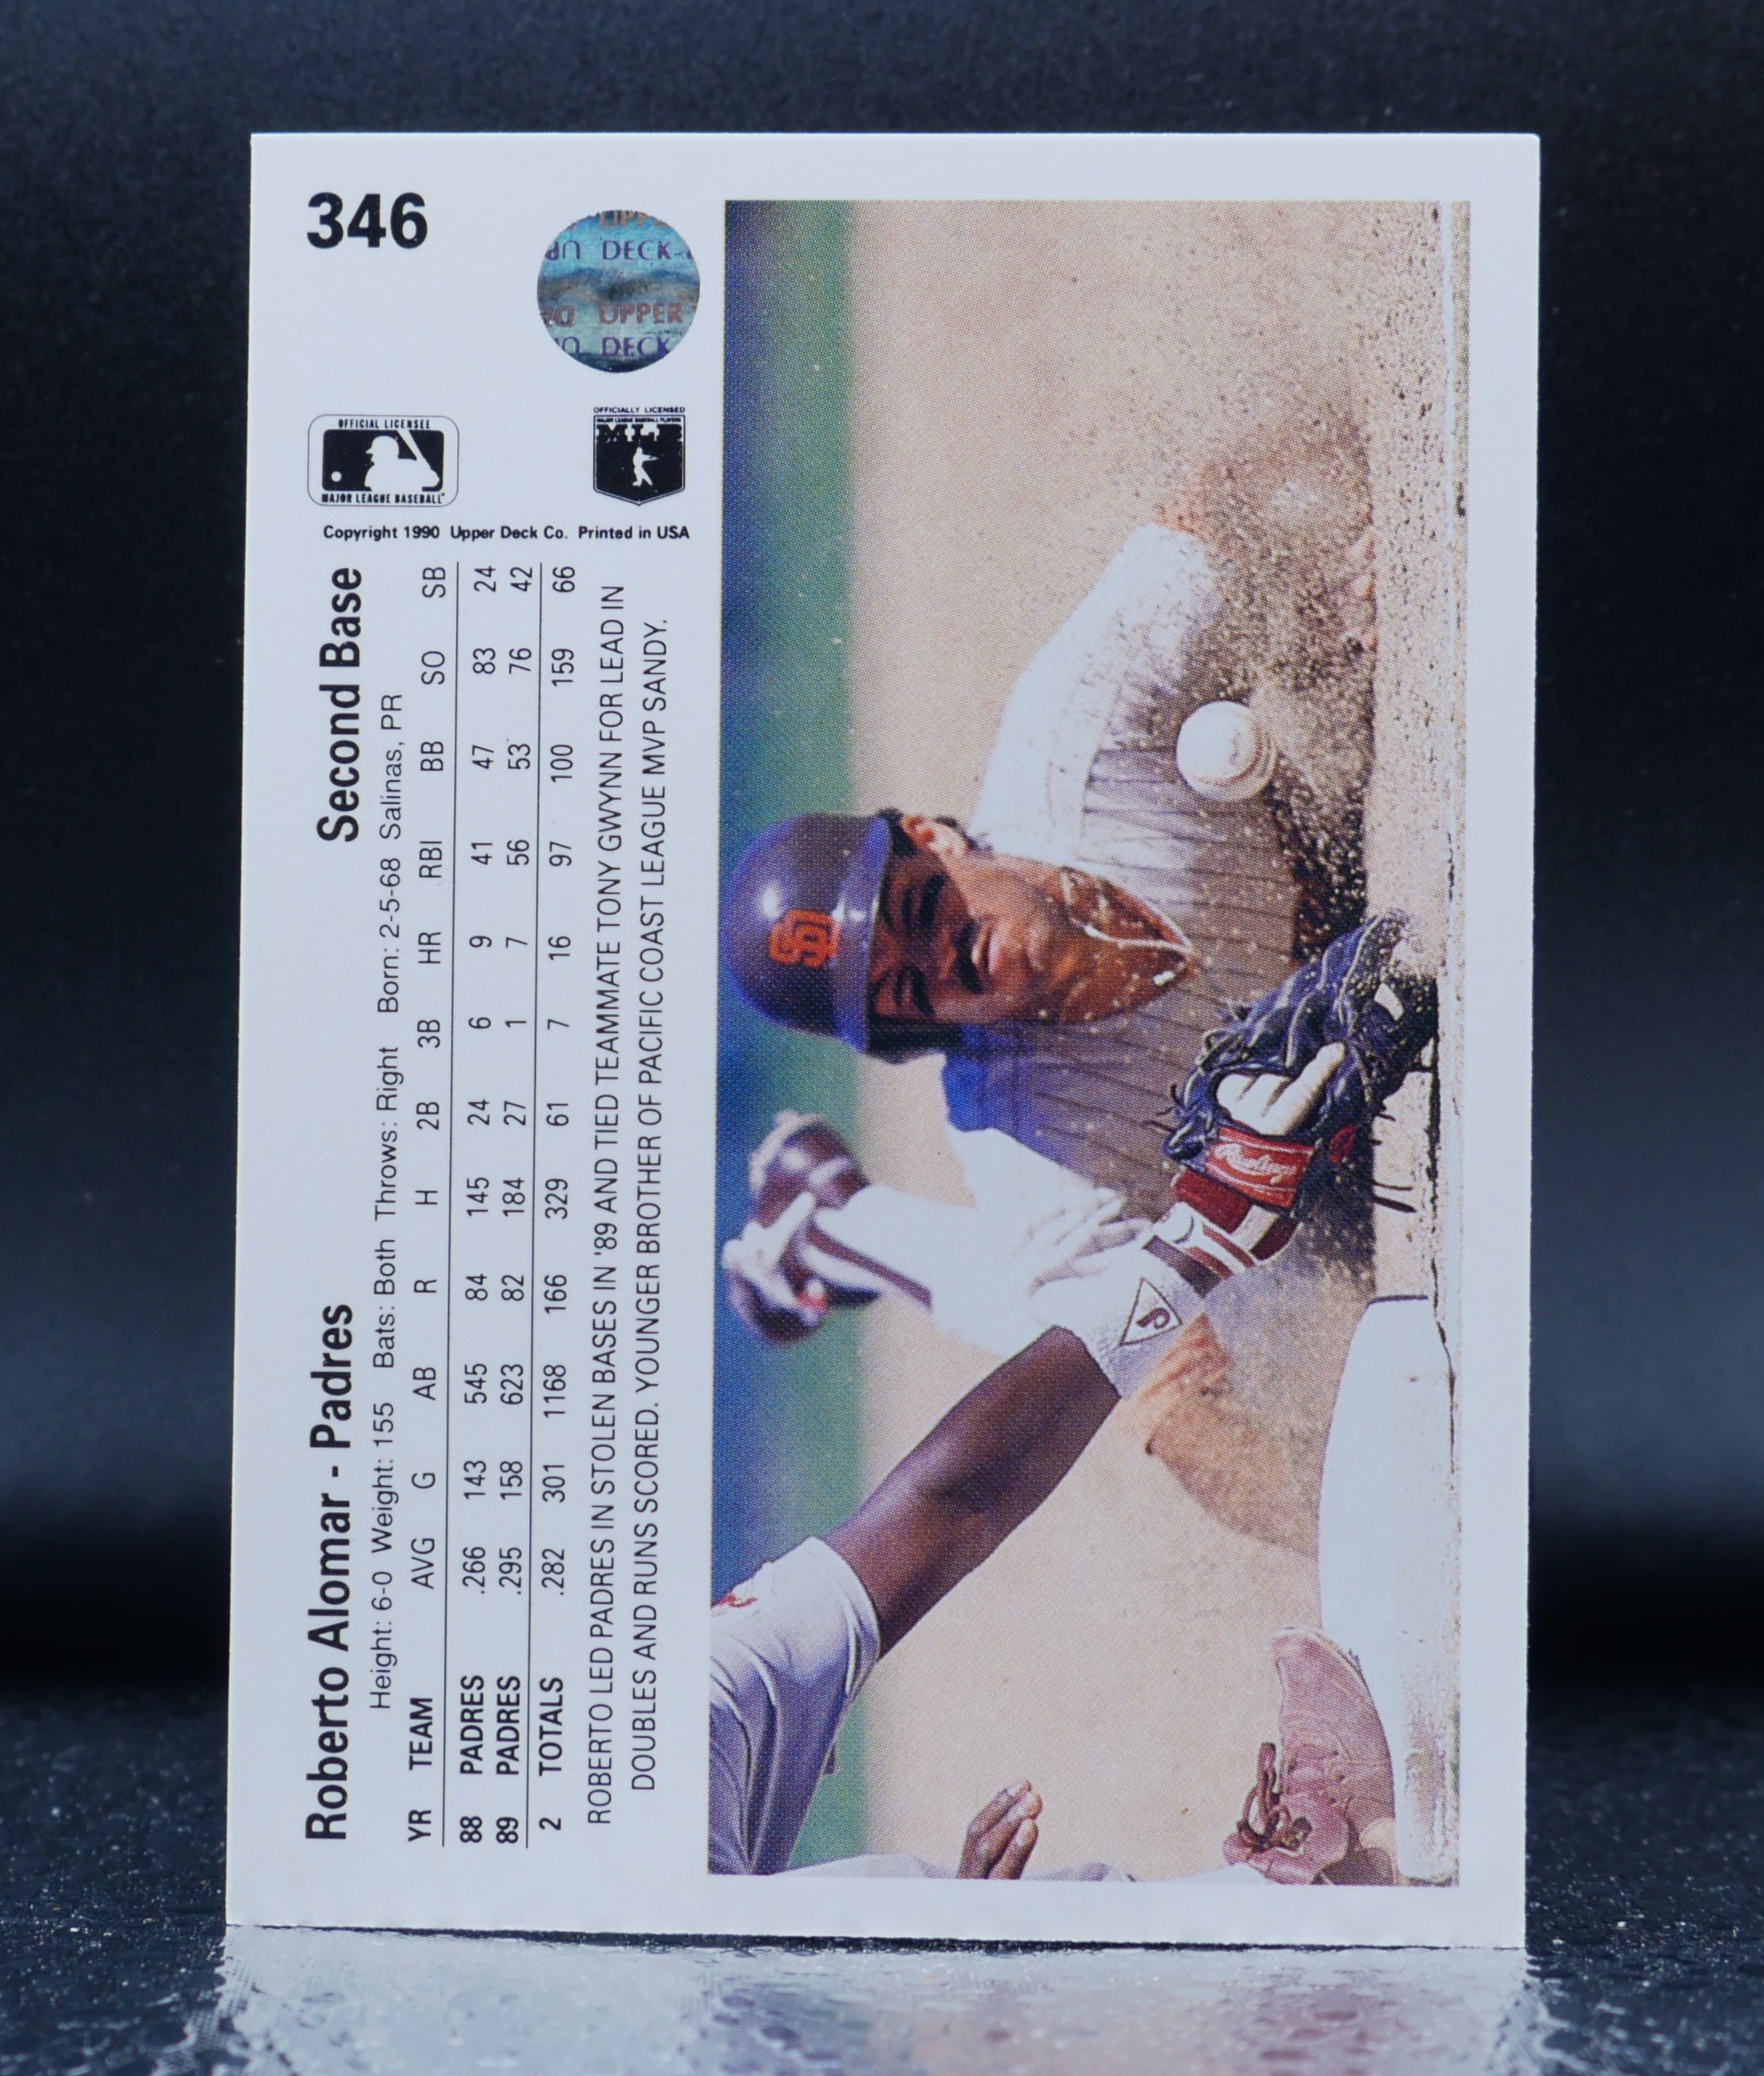 346
UPPER
UP DECK
UPPER
DECK
OFFICIAL LICENSEE
MAJOR LEAGUE BASEBALL
OFFICIALLY LICENSED
MAJOR LEAGUE BASEBALL PLAYERS
Copyright 1990 Upper Deck Co. Printed in USA
Roberto Alomar - Padres Second Base
Height: 6-0 Weight: 155 Bats: Both Throws: Right Born: 2-5-68 Salinas, PR
YR TEAM AVG G AB R H 2B 3B HR RBI BB SO SB
88 PADRES .266 143 545 84 145 24 6 9 41 47 83 24
89 PADRES .295 158 623 82 184 27 1 7 56 53 76 42
2 TOTALS .282 301 1168 166 329 61 7 16 97 100 159 66
ROBERTO LED PADRES IN STOLEN BASES IN '89 AND TIED TEAMMATE TONY GWYNN FOR LEAD IN
DOUBLES AND RUNS SCORED. YOUNGER BROTHER OF PACIFIC COAST LEAGUE MVP SANDY.
SD
Rawlings
P